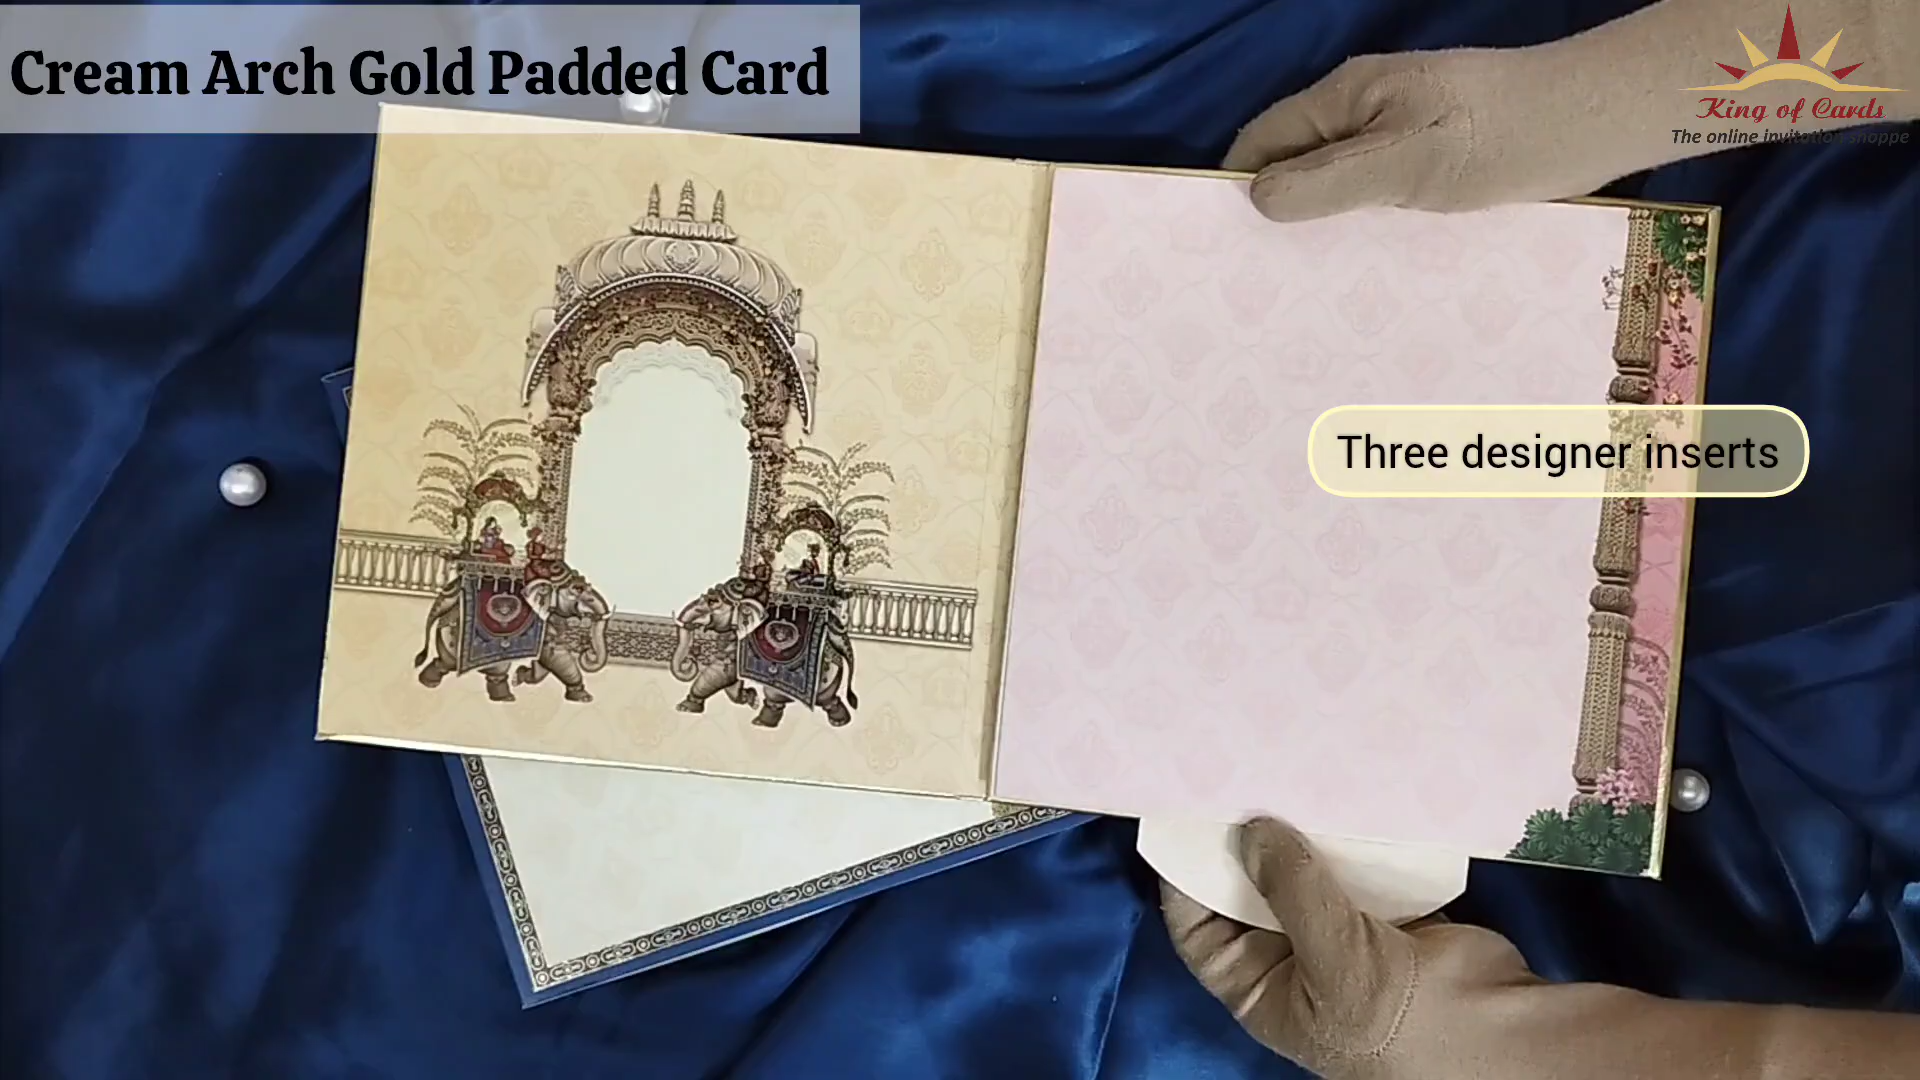 Cream Arch Gold Padded Card
King of Cards
The online invitation shoppe
Three designer inserts